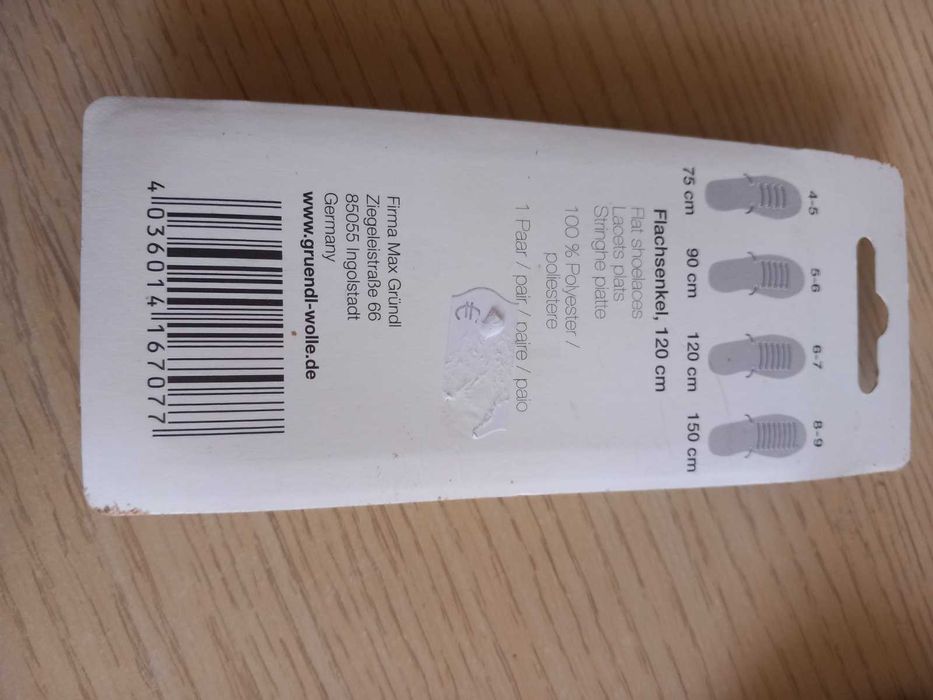 4-5 5-6 6-7 8-9
75 cm 90 cm 120 cm 150 cm
Flachsenkel, 120 cm
Flat shoelaces
Lacets plats
Stringhe piatte
100 % Polyester /
poliestere
1 Paar / pair / paire / paio
€
Firma Max Gründl
Ziegeleistraße 66
85055 Ingolstadt
Germany
www.gruendl-wolle.de
4 036014 167077